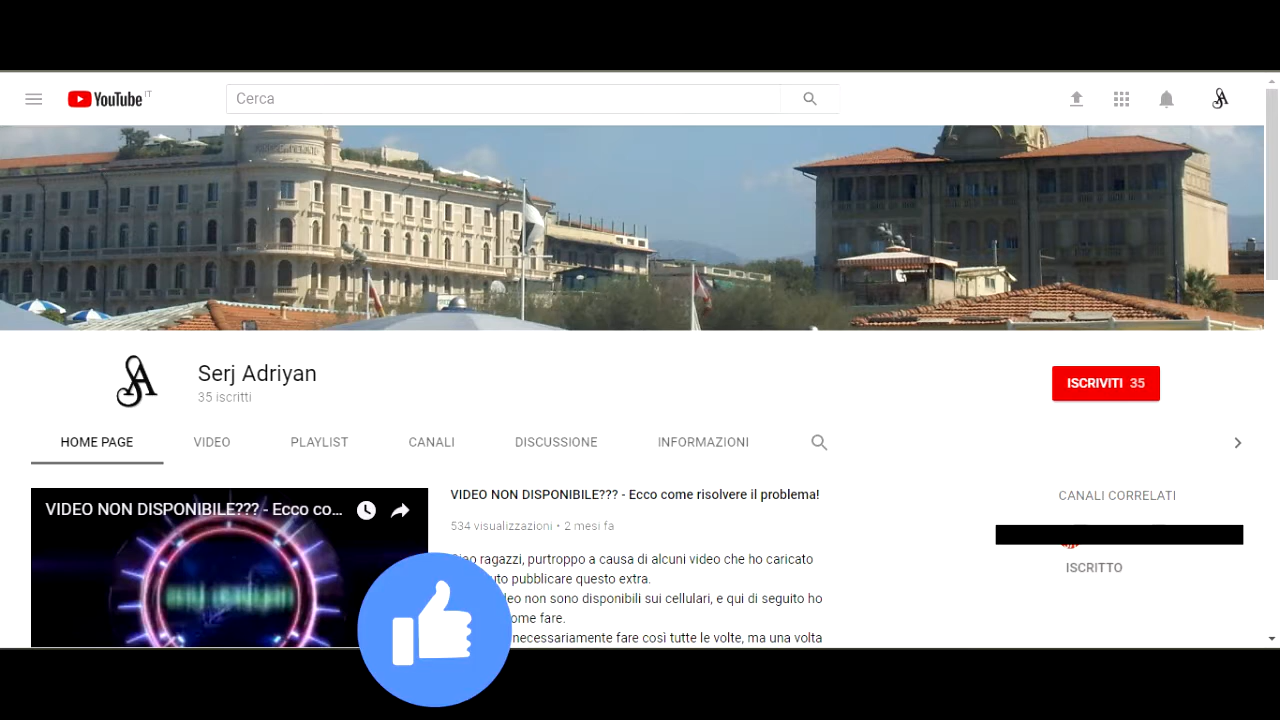 YouTube IT
Cerca
Serj Adriyan
35 iscritti
ISCRIVITI 35
HOME PAGE
VIDEO
PLAYLIST
CANALI
DISCUSSIONE
INFORMAZIONI
VIDEO NON DISPONIBILE??? - Ecco co...
VIDEO NON DISPONIBILE??? - Ecco come risolvere il problema!
534 visualizzazioni • 2 mesi fa
ragazzi, purtroppo a causa di alcuni video che ho caricato
pubblicare questo extra.
non sono disponibili sui cellulari, e qui di seguito ho
fare.
necessariamente fare così tutte le volte, ma una volta
CANALI CORRELATI
ISCRITTO